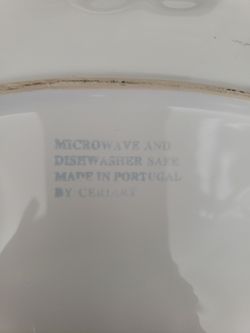 MICROWAVE AND
DISHWASHER SAFE
MADE IN PORTUGAL
BY CERIART